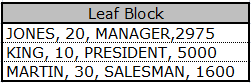 Leaf Block
JONES, 20, MANAGER,2975
KING, 10, PRESIDENT, 5000
MARTIN, 30, SALESMAN, 1600